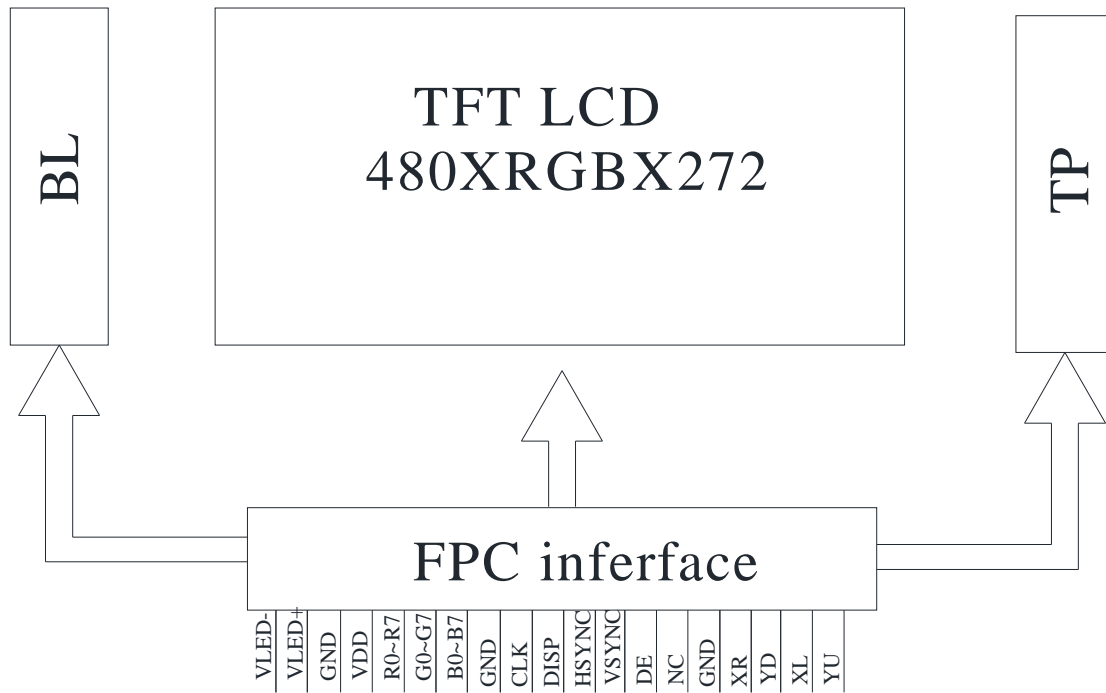 BL
TFT LCD
480XRGBX272
TP
FPC inferface
VLED-
VLED+
GND
VDD
R0~R7
G0~G7
B0~B7
GND
CLK
DISP
HSYNC
VSYNC
DE
NC
GND
XR
YD
XL
YU